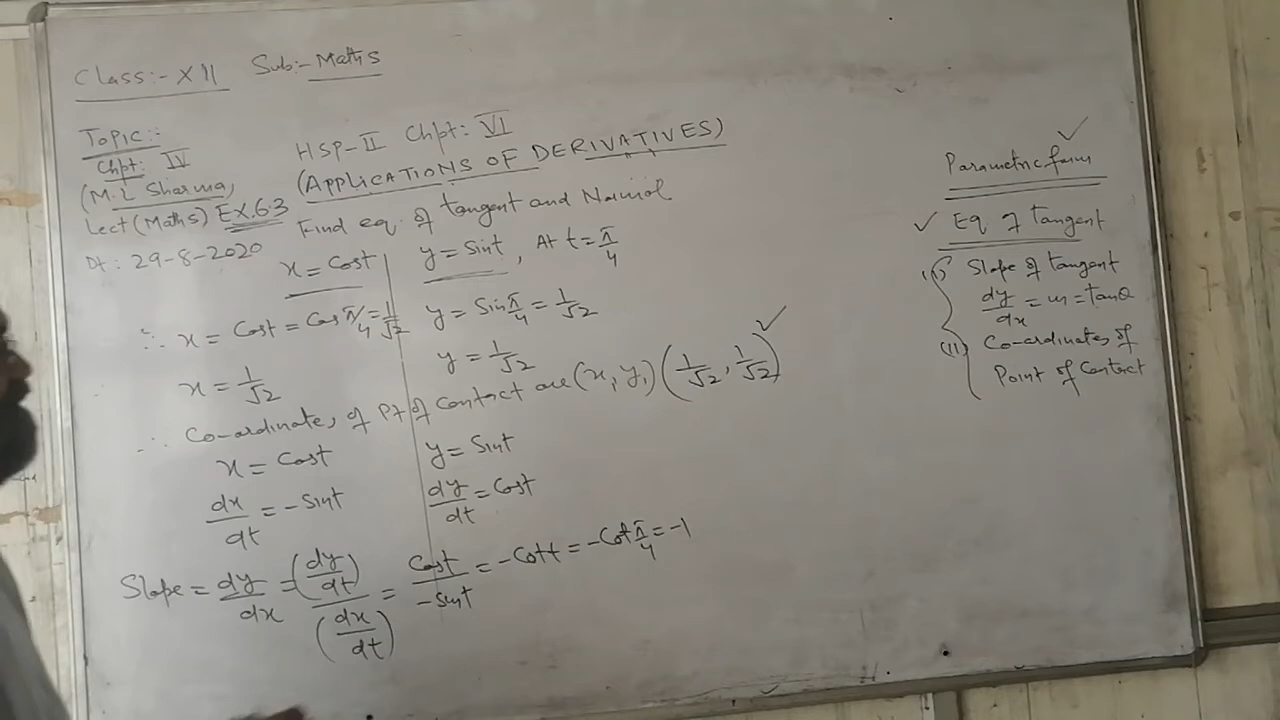 Class:- XII Sub:- Maths
Topic::
Chpt: IV
(M.L Sharma,
Lect (Maths) EX.6.3
Dt: 29-8-2020
HSP-II Chpt: VI
(APPLICATIONS OF DERIVATIVES)
Find eq. of tangent and Normal
x = Cost y = Sint, At t = π/4
∴ x = Cost = Cos π/4 = 1/√2 y = Sin π/4 = 1/√2
x = 1/√2 y = 1/√2
∴ Co-ordinates of Pt of Contact are (x, y,) (1/√2, 1/√2) ✓
x = Cost y = Sint
dx/dt = -Sint dy/dt = Cost
Slope = dy/dx = (dy/dt)/(dx/dt) = Cost/-Sint = -Cott = -Cot π/4 = -1
✓
Parametric form
✓ Eq of tangent
(i) Slope of tangent
dy/dx = m = tanθ
(ii) Co-ordinates of
Point of Contact